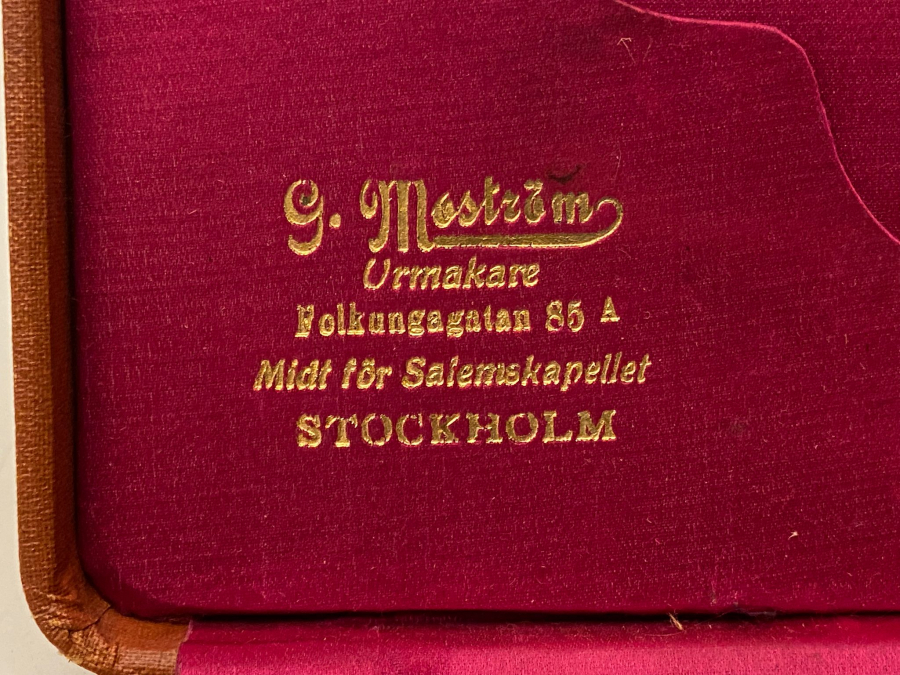 G. Moström
Urmakare
Folkungagatan 85 A
Midt för Salemskapellet
STOCKHOLM